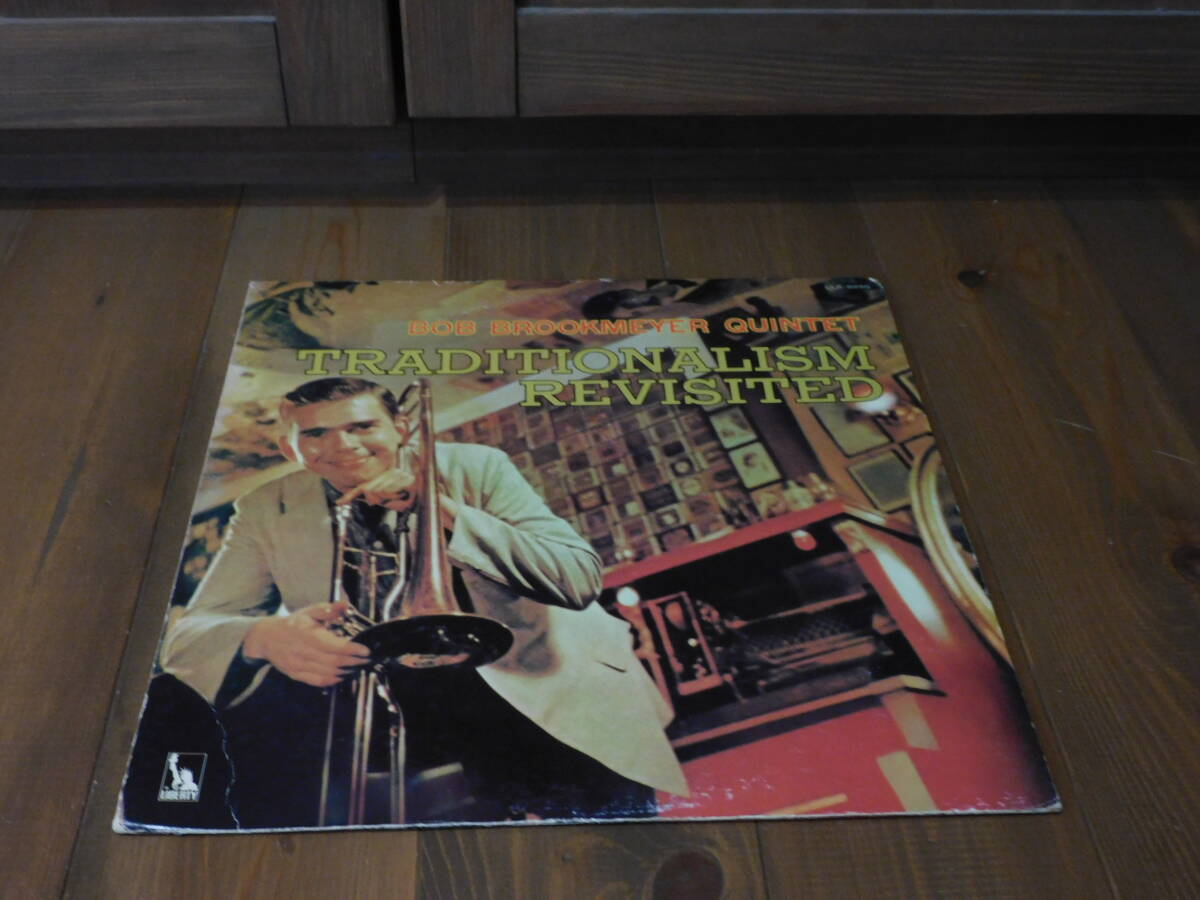 BOB BROOKMEYER QUINTET
TRADITIONALISM
REVISITED
LIBERTY